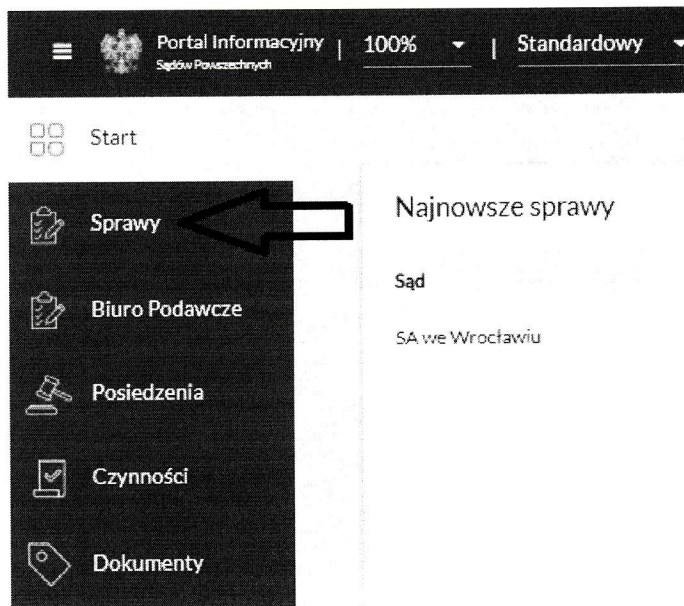 Portal Informacyjny | 100% | Standardowy
Sądów Powszechnych
Start
Sprawy
Biuro Podawcze
Posiedzenia
Czynności
Dokumenty
Najnowsze sprawy
Sąd
SA we Wrocławiu